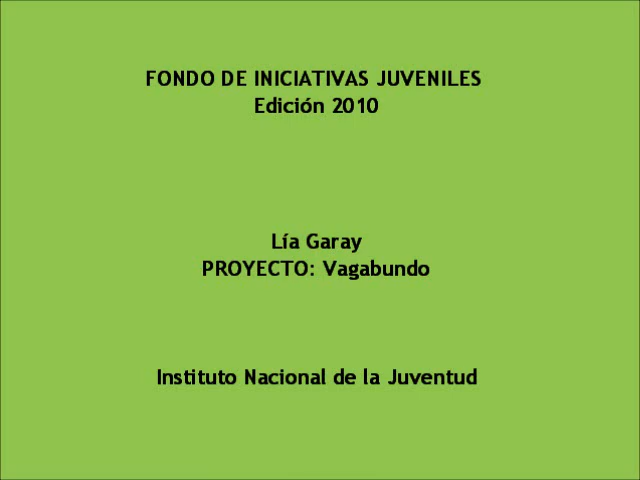 FONDO DE INICIATIVAS JUVENILES
Edición 2010
Lía Garay
PROYECTO: Vagabundo
Instituto Nacional de la Juventud